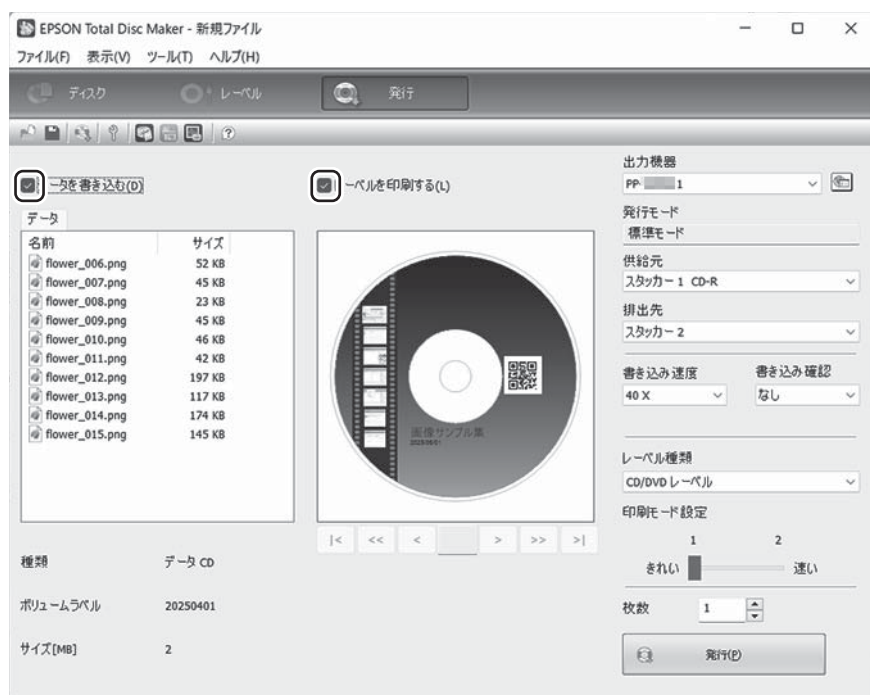 EPSON Total Disc Maker - 新規ファイル
ファイル(F) 表示(V) ツール(T) ヘルプ(H)
ディスク レーベル 発行
ータを書き込む(D)
データ
名前 サイズ
flower_006.png 52 KB
flower_007.png 45 KB
flower_008.png 23 KB
flower_009.png 45 KB
flower_010.png 46 KB
flower_011.png 42 KB
flower_012.png 197 KB
flower_013.png 117 KB
flower_014.png 174 KB
flower_015.png 145 KB
種類 データ CD
ボリュームラベル 20250401
サイズ[MB] 2
ーベルを印刷する(L)
画像サンプル集
|< << < > >> >|
出力機器
PP- 1
発行モード
標準モード
供給元
スタッカー 1 CD-R
排出先
スタッカー 2
書き込み速度 書き込み確認
40 X なし
レーベル種類
CD/DVD レーベル
印刷モード設定
1 2
きれい 速い
枚数 1
発行(P)